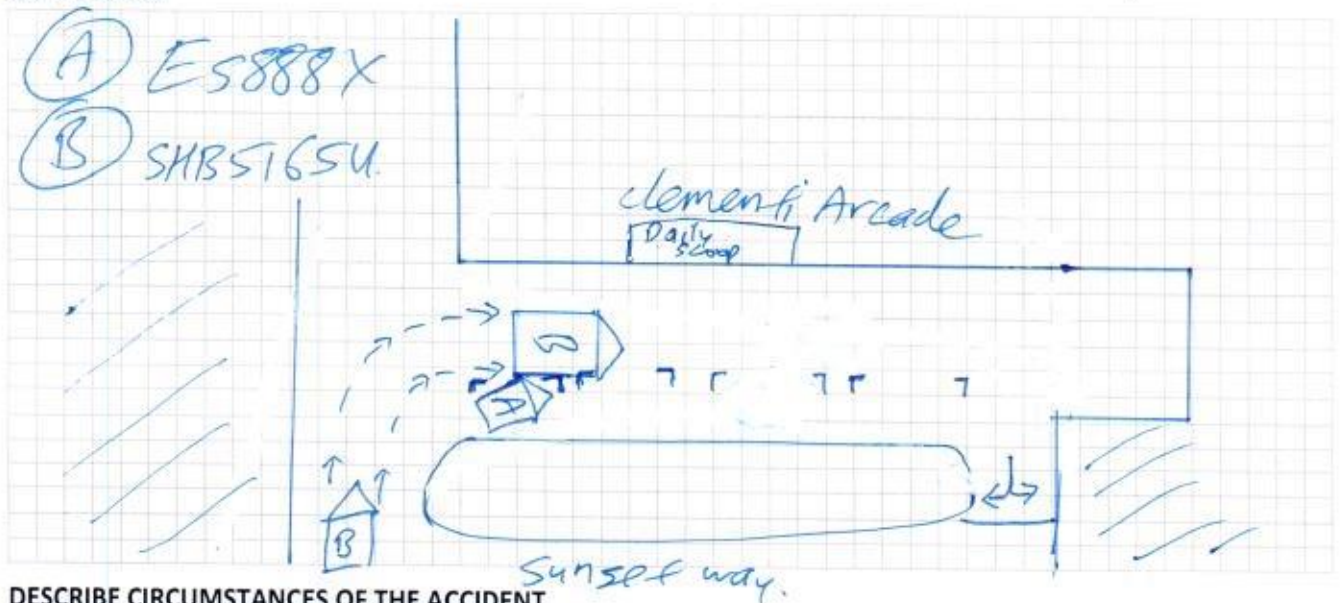 A ES888X
B SHB5165U.
clementi Arcade
Daily
Scoop
B
A
B
Sunset way.
DESCRIBE CIRCUMSTANCES OF THE ACCIDENT